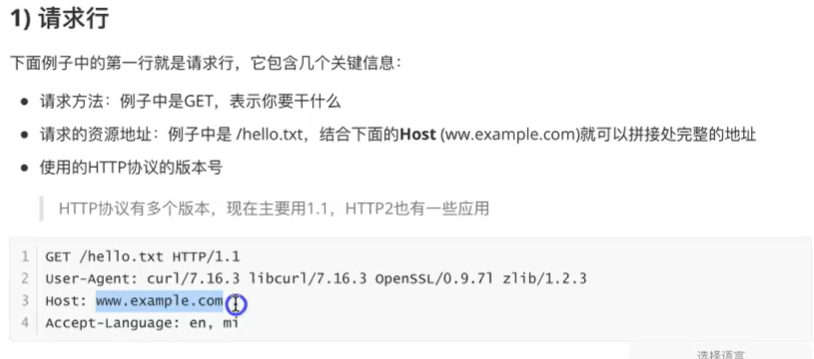 1) 请求行
下面例子中的第一行就是请求行，它包含几个关键信息：
● 请求方法：例子中是GET，表示你要干什么
● 请求的资源地址：例子中是 /hello.txt，结合下面的Host (ww.example.com)就可以拼接处完整的地址
● 使用的HTTP协议的版本号
HTTP协议有多个版本，现在主要用1.1，HTTP2也有一些应用
1 GET /hello.txt HTTP/1.1
2 User-Agent: curl/7.16.3 libcurl/7.16.3 OpenSSL/0.9.7l zlib/1.2.3
3 Host: www.example.com
4 Accept-Language: en, mi
选择语言